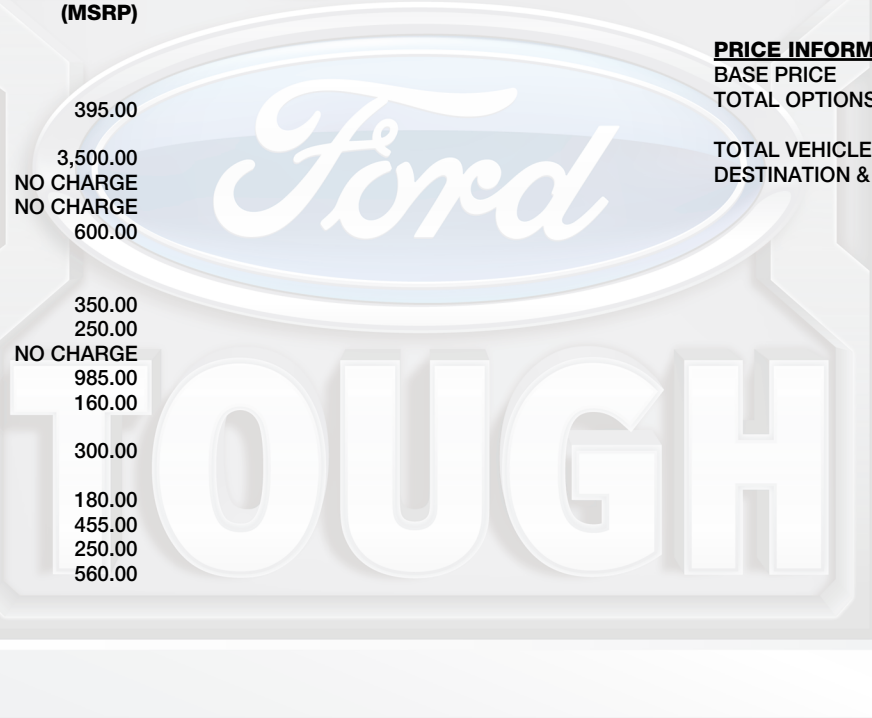 (MSRP)
395.00
3,500.00
NO CHARGE
NO CHARGE
600.00
350.00
250.00
NO CHARGE
985.00
160.00
300.00
180.00
455.00
250.00
560.00
PRICE INFORM
BASE PRICE
TOTAL OPTIONS
TOTAL VEHICLE
DESTINATION &
Ford
TOUGH